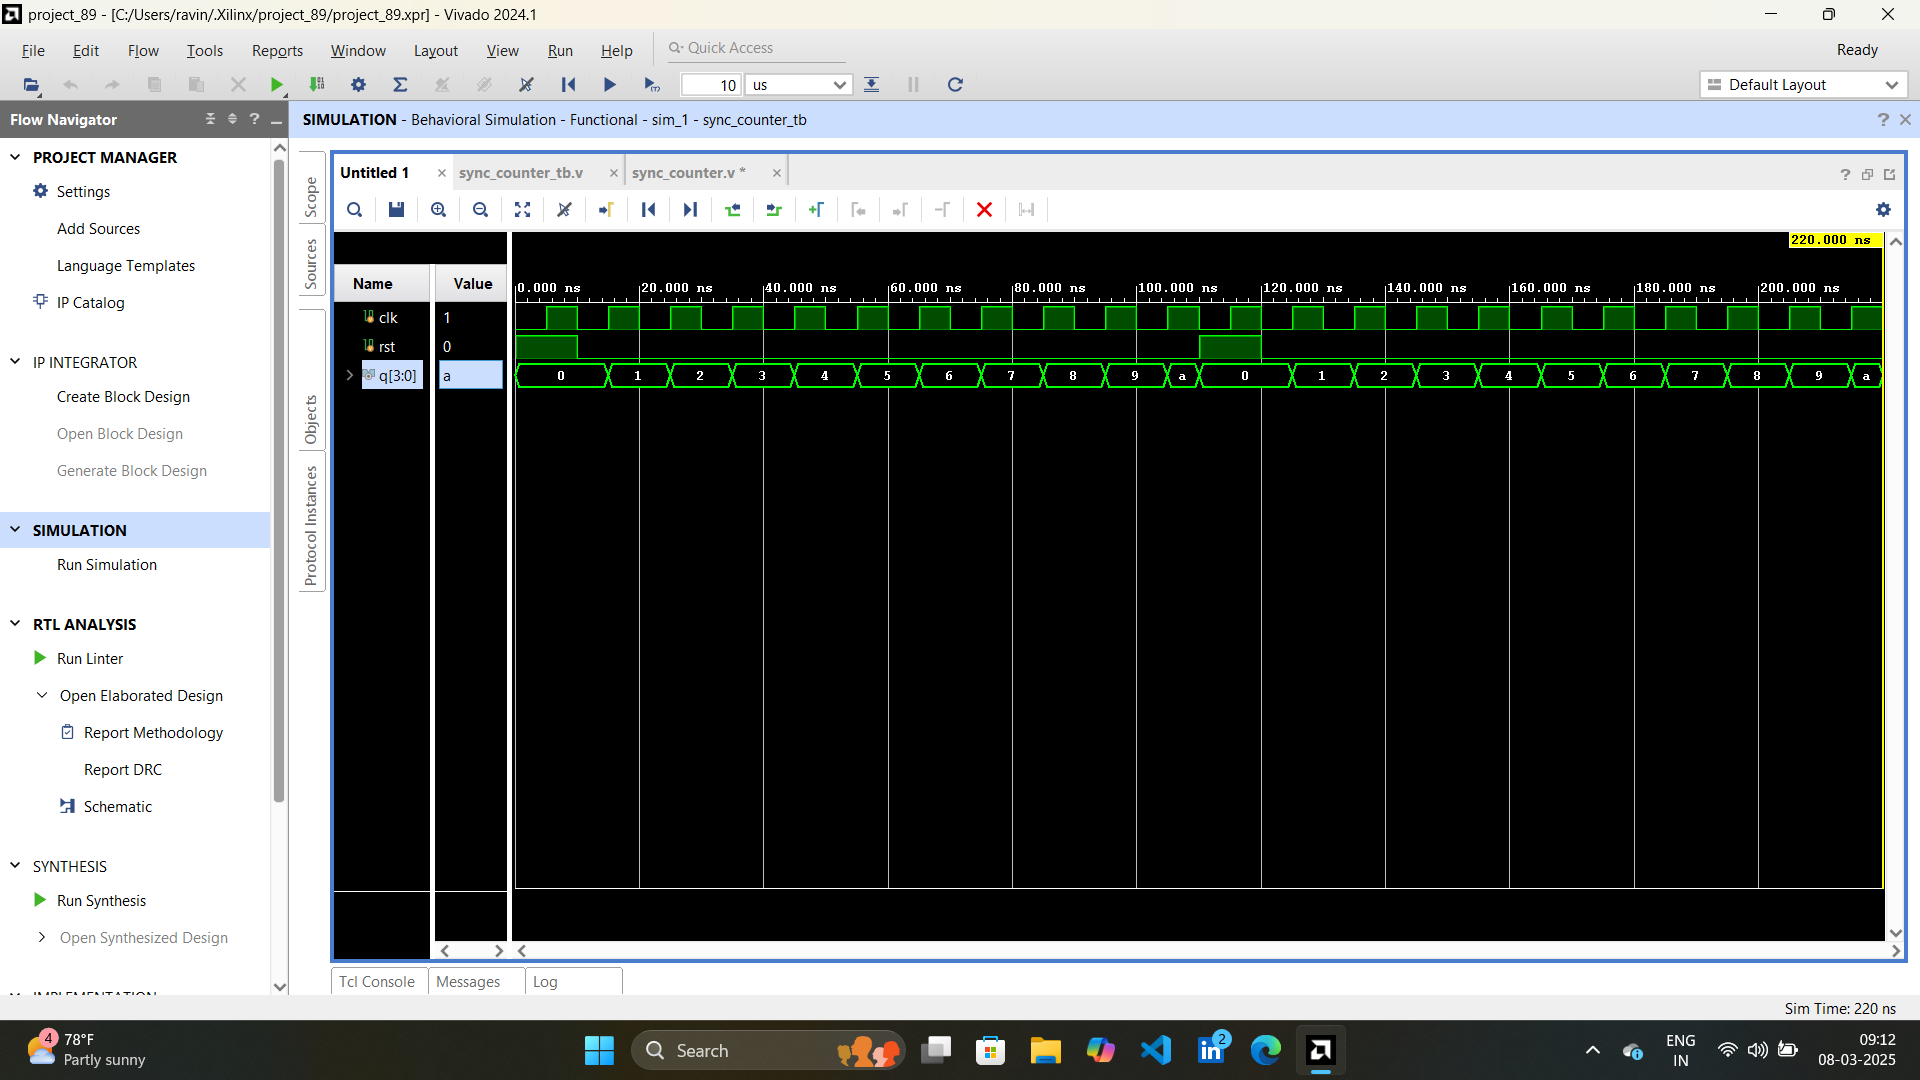 project_89 - [C:/Users/ravin/.Xilinx/project_89/project_89.xpr] - Vivado 2024.1
File Edit Flow Tools Reports Window Layout View Run Help Quick Access Ready
10 us Default Layout
Flow Navigator
SIMULATION - Behavioral Simulation - Functional - sim_1 - sync_counter_tb
PROJECT MANAGER
Settings
Add Sources
Language Templates
IP Catalog
IP INTEGRATOR
Create Block Design
Open Block Design
Generate Block Design
SIMULATION
Run Simulation
RTL ANALYSIS
Run Linter
Open Elaborated Design
Report Methodology
Report DRC
Schematic
SYNTHESIS
Run Synthesis
Open Synthesized Design
IMPLEMENTATION
Scope
Sources
Objects
Protocol Instances
Untitled 1 sync_counter_tb.v sync_counter.v *
220.000 ns
Name Value
0.000 ns 20.000 ns 40.000 ns 60.000 ns 80.000 ns 100.000 ns 120.000 ns 140.000 ns 160.000 ns 180.000 ns 200.000 ns
clk 1
rst 0
q[3:0] a 0 1 2 3 4 5 6 7 8 9 a 0 1 2 3 4 5 6 7 8 9 a
Tcl Console Messages Log
Sim Time: 220 ns
4
78°F
Partly sunny
Search
2
ENG
IN
09:12
08-03-2025